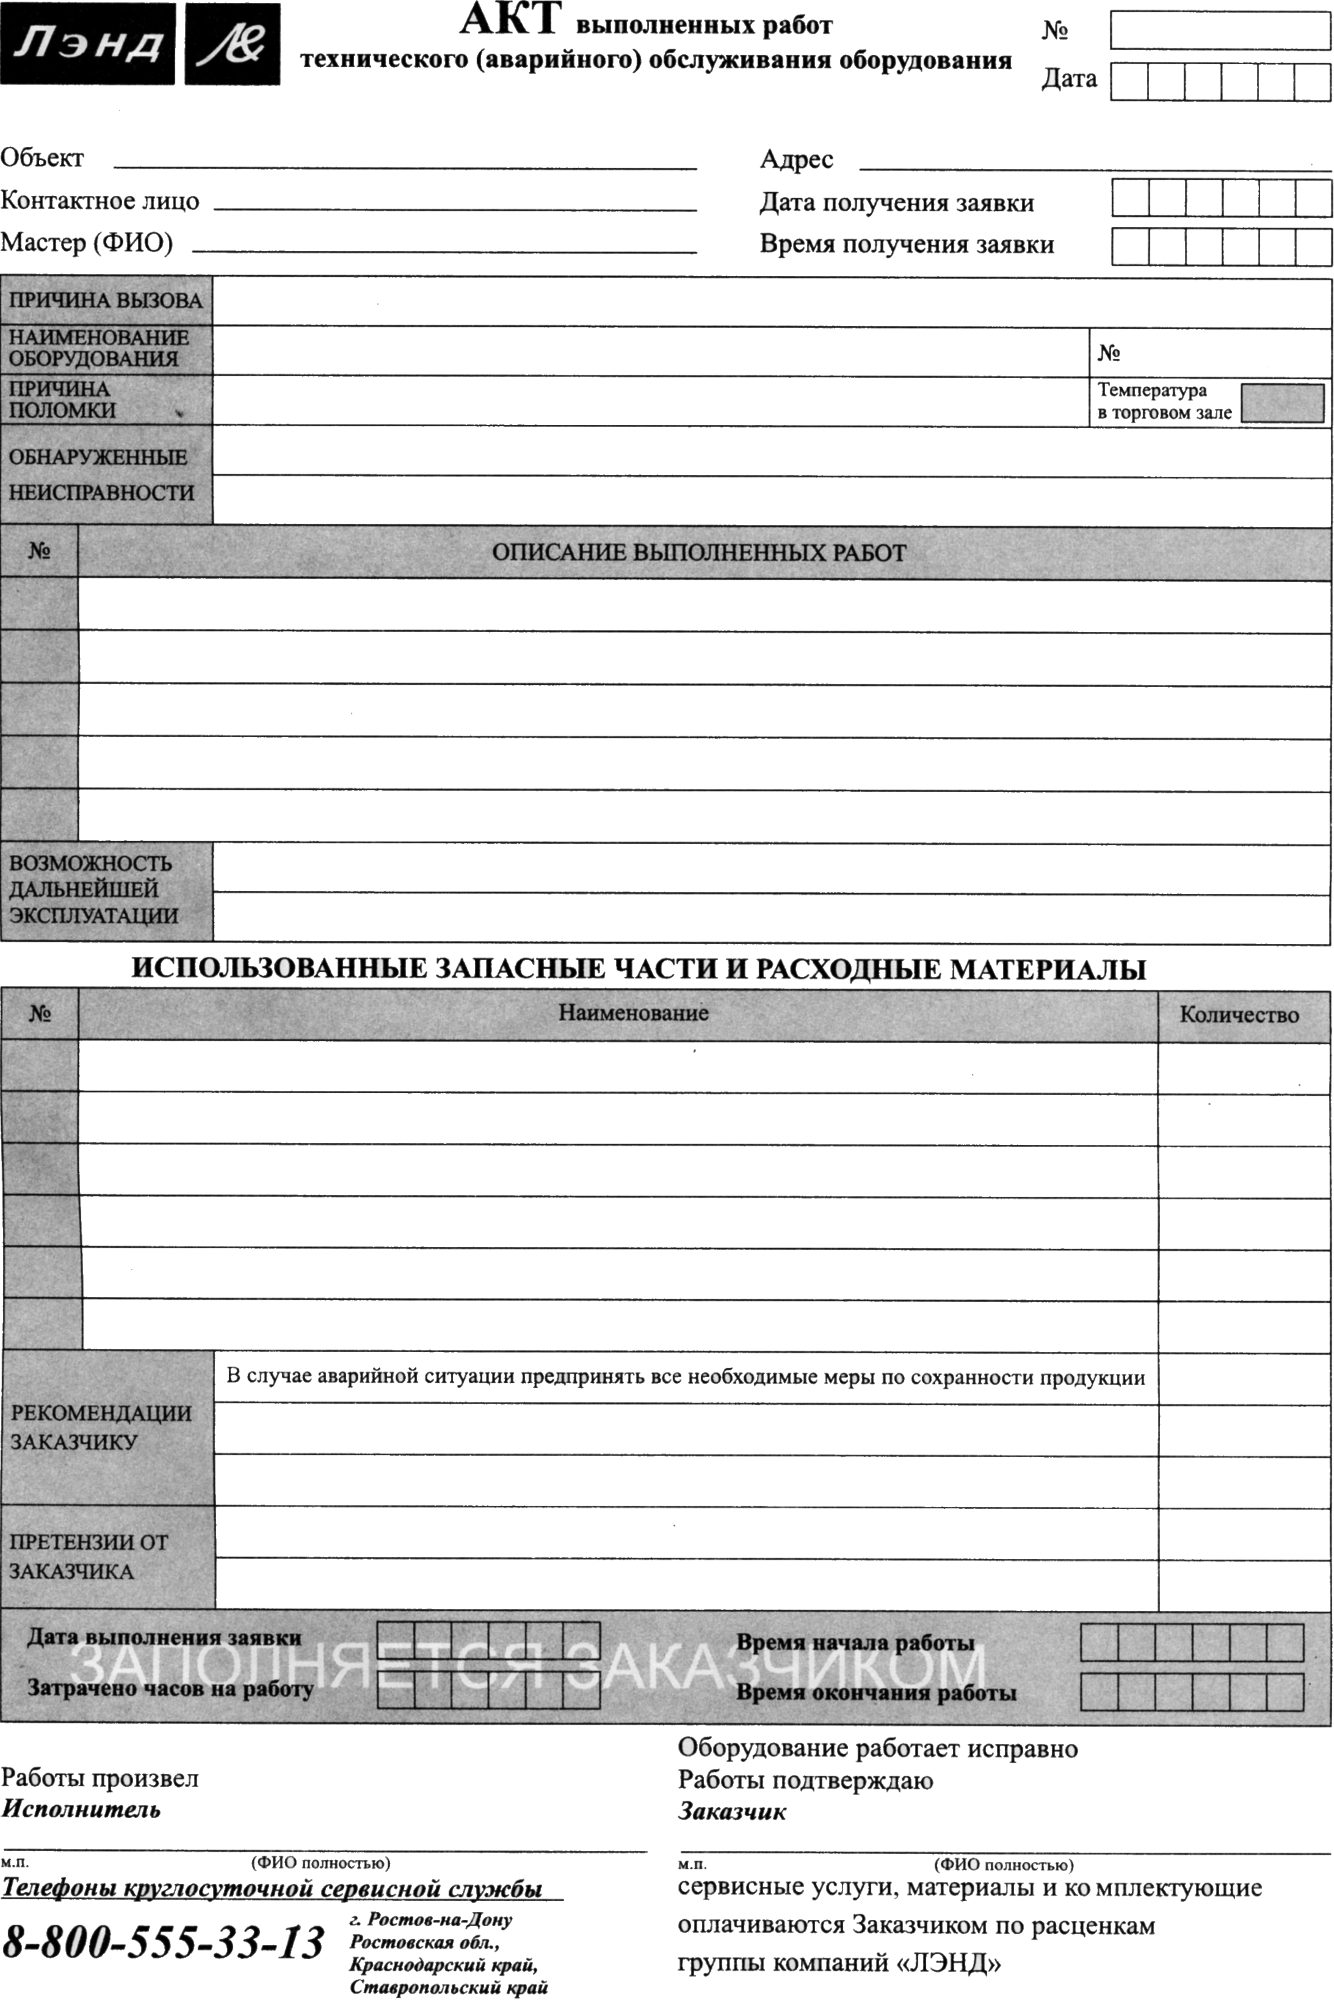 Лэнд
АКТ выполненных работ
технического (аварийного) обслуживания оборудования
№
Дата
Объект
Адрес
Контактное лицо
Дата получения заявки
Мастер (ФИО)
Время получения заявки
ПРИЧИНА ВЫЗОВА
НАИМЕНОВАНИЕ
ОБОРУДОВАНИЯ
№
ПРИЧИНА
ПОЛОМКИ
Температура
в торговом зале
ОБНАРУЖЕННЫЕ
НЕИСПРАВНОСТИ
№ ОПИСАНИЕ ВЫПОЛНЕННЫХ РАБОТ
ВОЗМОЖНОСТЬ
ДАЛЬНЕЙШЕЙ
ЭКСПЛУАТАЦИИ
ИСПОЛЬЗОВАННЫЕ ЗАПАСНЫЕ ЧАСТИ И РАСХОДНЫЕ МАТЕРИАЛЫ
№ Наименование Количество
В случае аварийной ситуации предпринять все необходимые меры по сохранности продукции
РЕКОМЕНДАЦИИ
ЗАКАЗЧИКУ
ПРЕТЕНЗИИ ОТ
ЗАКАЗЧИКА
Дата выполнения заявки
Время начала работы
ЗАПОЛНЯЕТСЯ ЗАКАЗЧИКОМ
Затрачено часов на работу
Время окончания работы
Работы произвел
Исполнитель
м.п. (ФИО полностью)
Оборудование работает исправно
Работы подтверждаю
Заказчик
м.п. (ФИО полностью)
Телефоны круглосуточной сервисной службы
8-800-555-33-13
г. Ростов-на-Дону
Ростовская обл.,
Краснодарский край,
Ставропольский край
сервисные услуги, материалы и ко мплектующие
оплачиваются Заказчиком по расценкам
группы компаний «ЛЭНД»